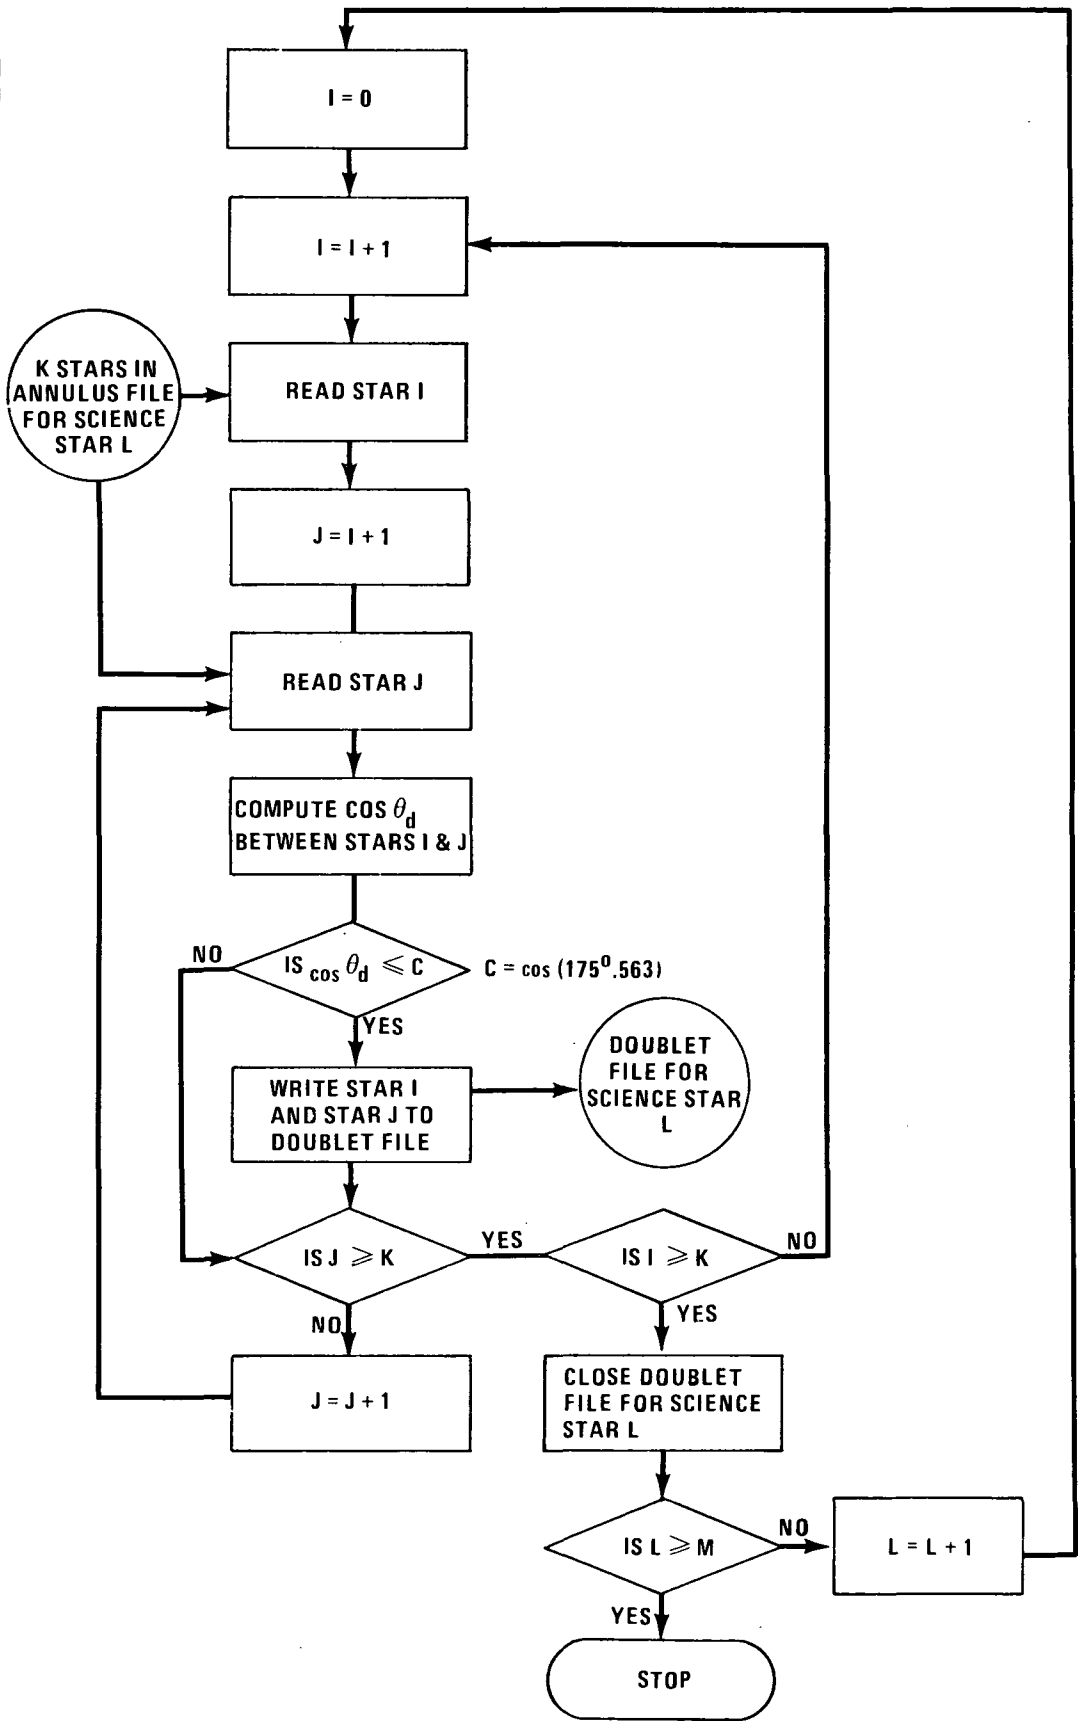 I = 0
I = I + 1
K STARS IN
ANNULUS FILE
FOR SCIENCE
STAR L
READ STAR I
J = I + 1
READ STAR J
COMPUTE COS θd
BETWEEN STARS I & J
NO
IS cos θd ⩽ C
C = cos (175⁰.563)
YES
WRITE STAR I
AND STAR J TO
DOUBLET FILE
DOUBLET
FILE FOR
SCIENCE STAR
L
IS J ⩾ K
YES
IS I ⩾ K
NO
NO
YES
J = J + 1
CLOSE DOUBLET
FILE FOR SCIENCE
STAR L
IS L ⩾ M
NO
L = L + 1
YES
STOP